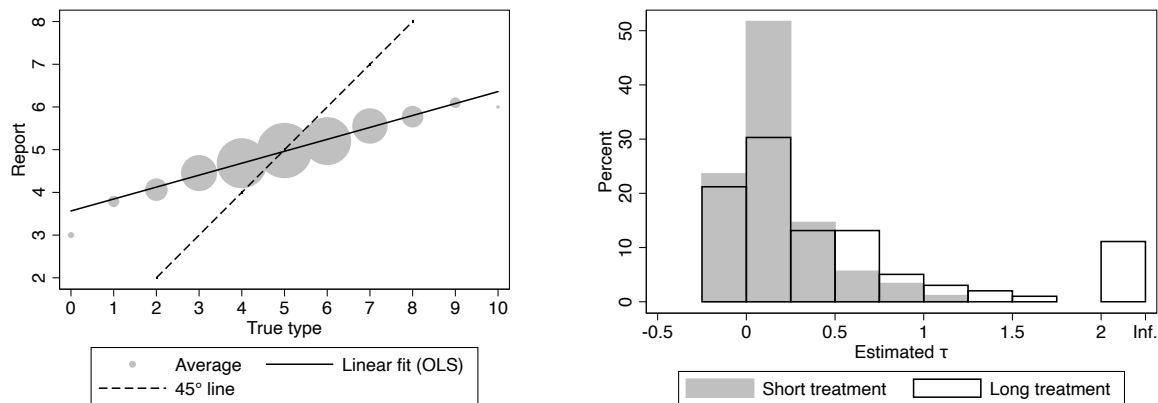 Report
8
7
6
5
4
3
2
0 1 2 3 4 5 6 7 8 9 10
True type
Average
Linear fit (OLS)
45° line
Percent
50
40
30
20
10
0
-0.5 0 0.5 1 1.5 2 Inf.
Estimated τ
Short treatment
Long treatment